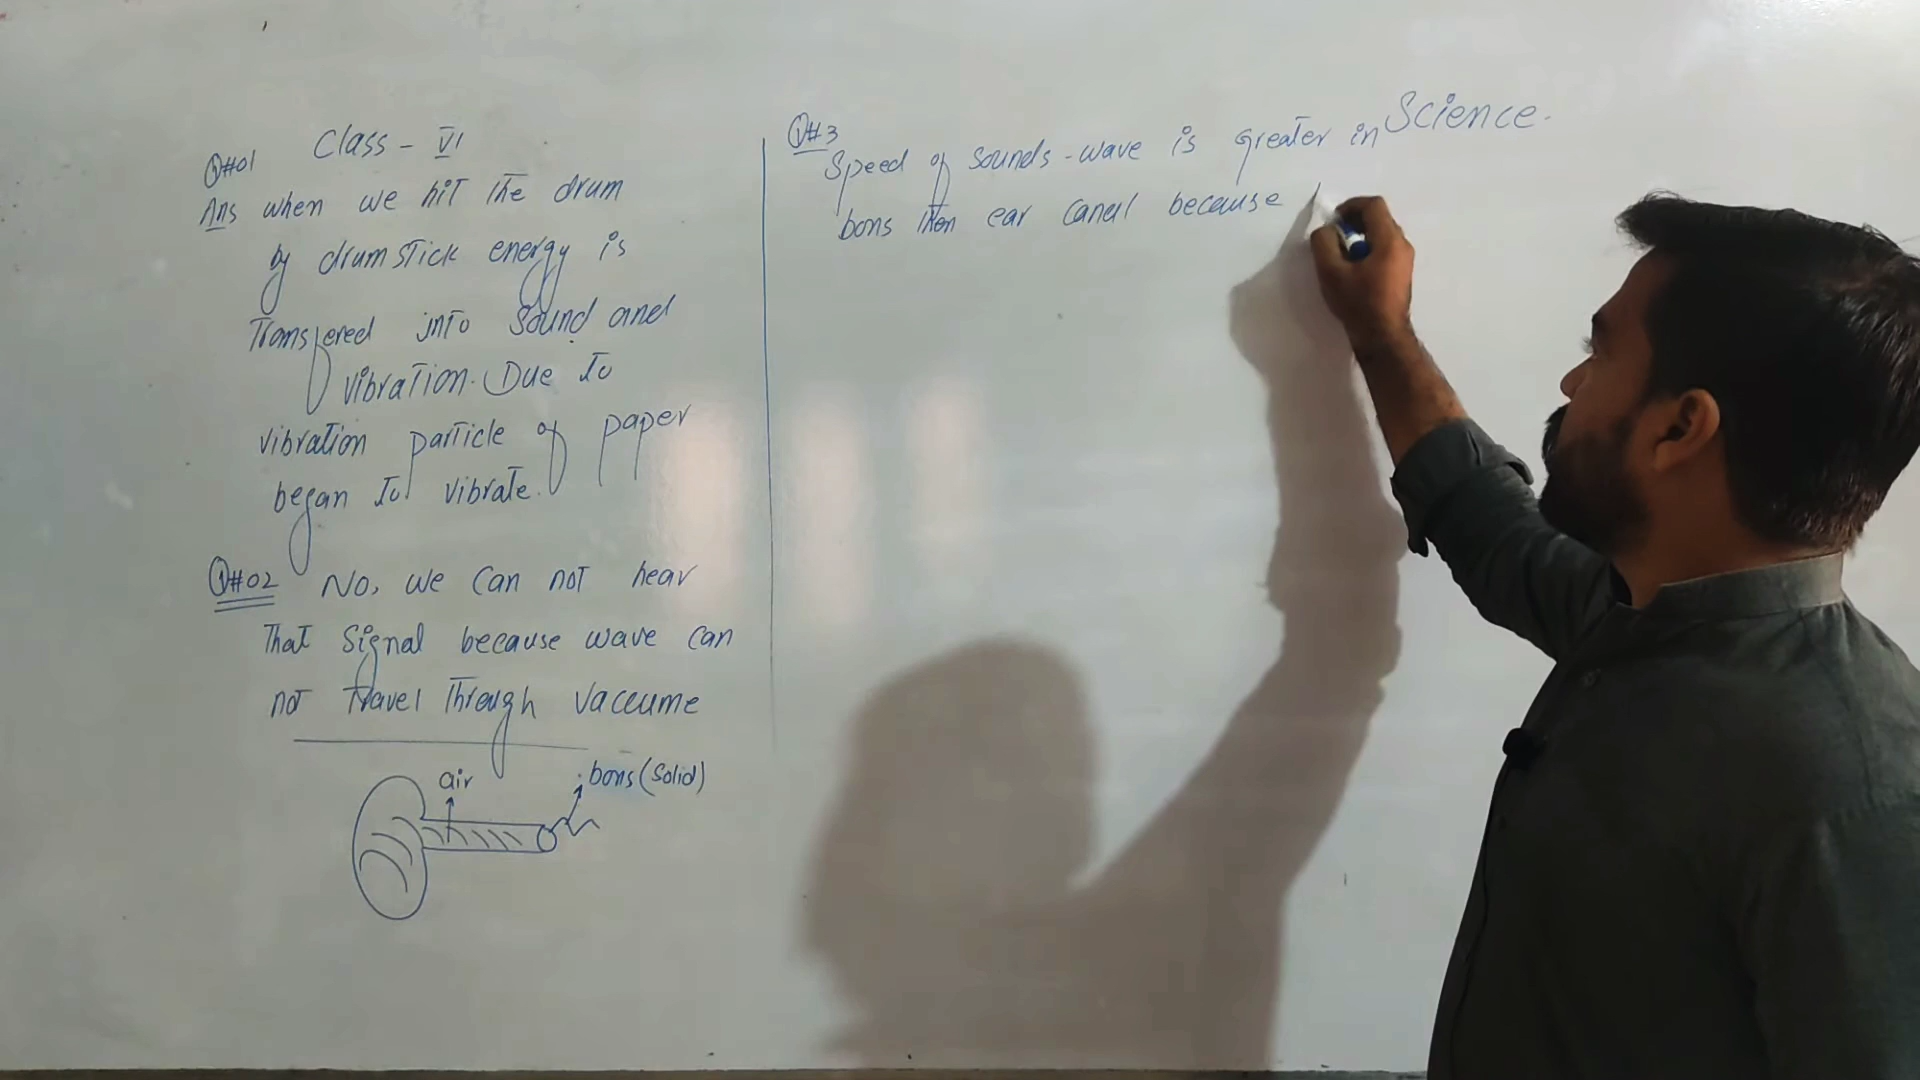 Class - VI
Science.
Q#01
Ans when we hit the drum
by drumstick energy is
Transfered into Sound and
vibration. Due to
vibration particle of paper
began to vibrate.
Q#02 No, we can not hear
That Signal because wave can
not travel Through vaccume
air
bons (Solid)
Q#3
Speed of sounds-wave is greater in
bons then ear canal because